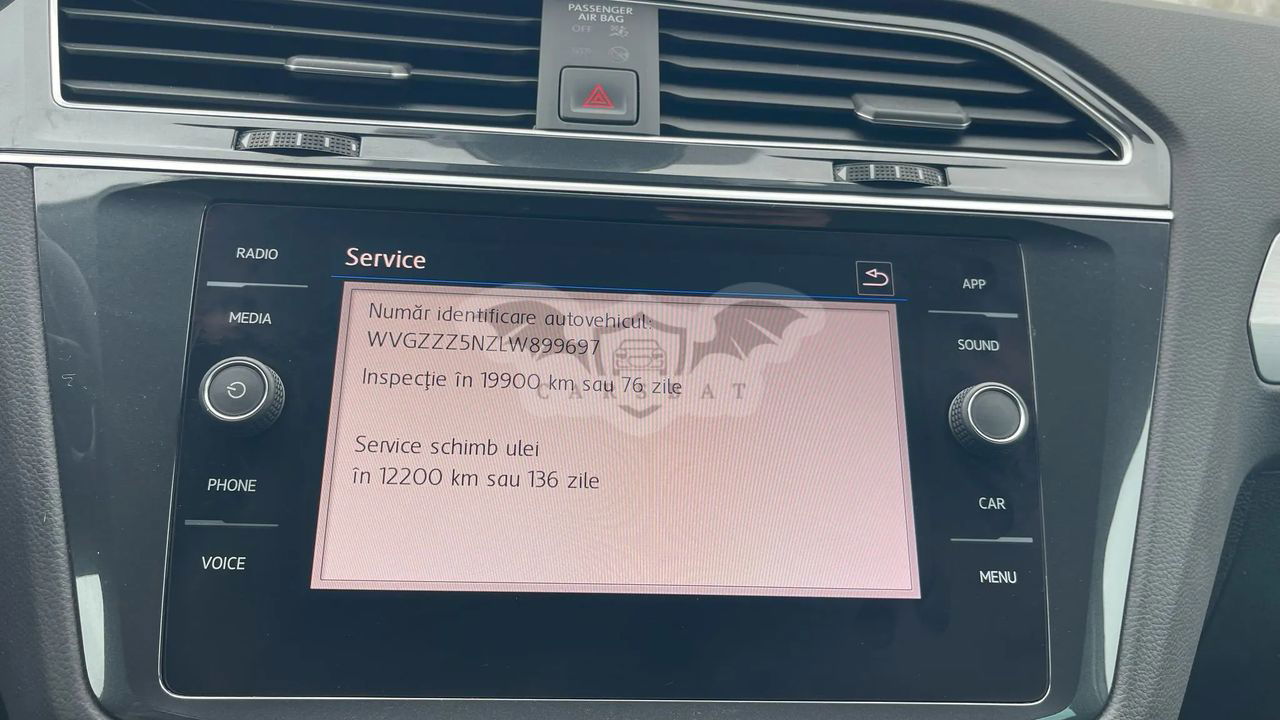 PASSENGER
AIR BAG
OFF
RADIO
Service
APP
MEDIA
Număr identificare autovehicul:
WVGZZZ5NZLW899697
SOUND
Inspecţie în 19900 km sau 76 zile
CARSBAT
Service schimb ulei
în 12200 km sau 136 zile
PHONE
CAR
VOICE
MENU